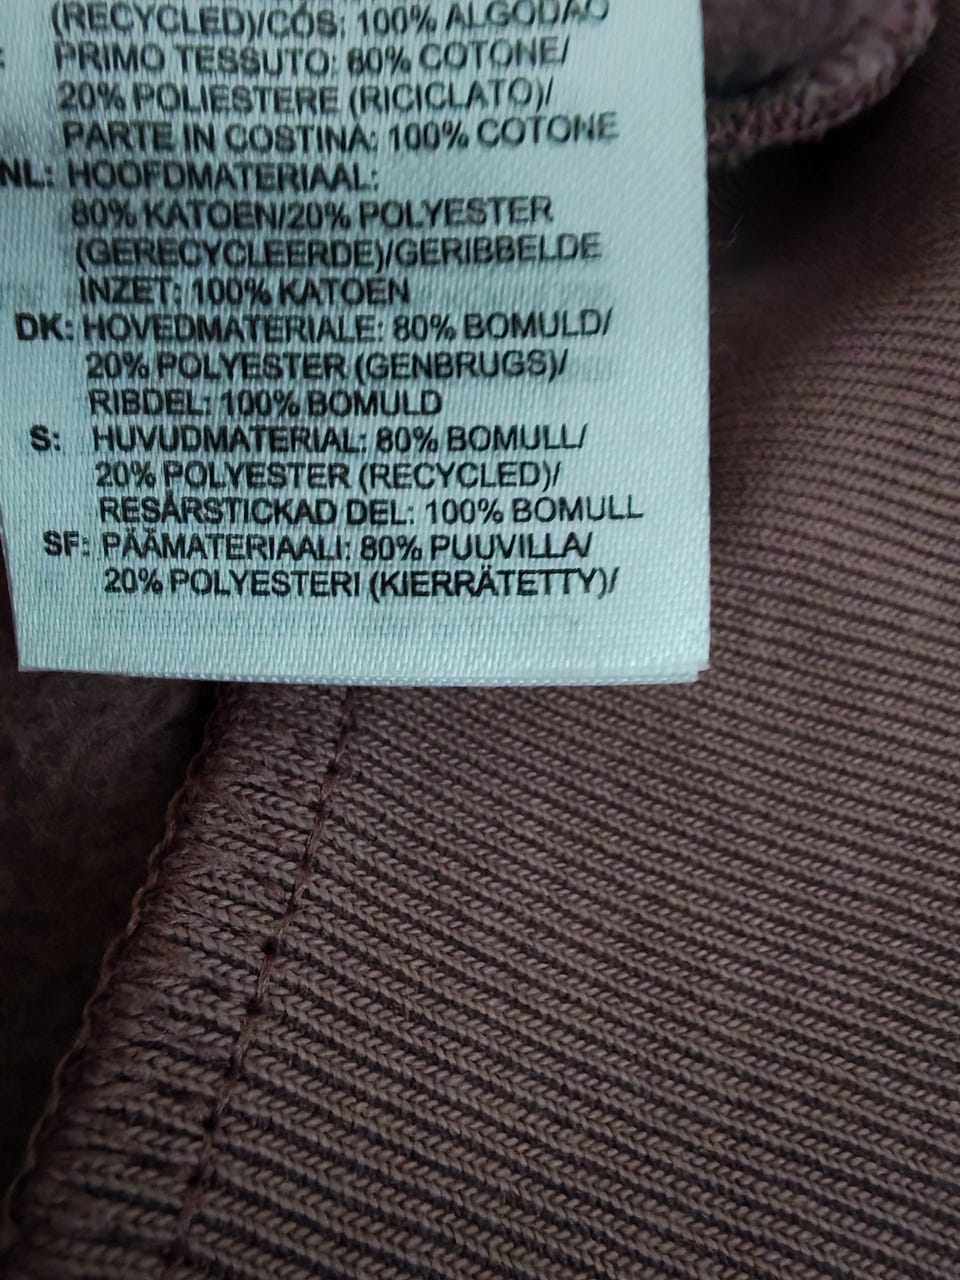 (RECYCLED)/CÓS: 100% ALGODÃO
PRIMO TESSUTO: 80% COTONE/
20% POLIESTERE (RICICLATO)/
PARTE IN COSTINA: 100% COTONE
NL: HOOFDMATERIAAL:
80% KATOEN/20% POLYESTER
(GERECYCLEERDE)/GERIBBELDE
INZET: 100% KATOEN
DK: HOVEDMATERIALE: 80% BOMULD/
20% POLYESTER (GENBRUGS)/
RIBDEL: 100% BOMULD
S: HUVUDMATERIAL: 80% BOMULL/
20% POLYESTER (RECYCLED)/
RESÅRSTICKAD DEL: 100% BOMULL
SF: PÄÄMATERIAALI: 80% PUUVILLA/
20% POLYESTERI (KIERRÄTETTY)/